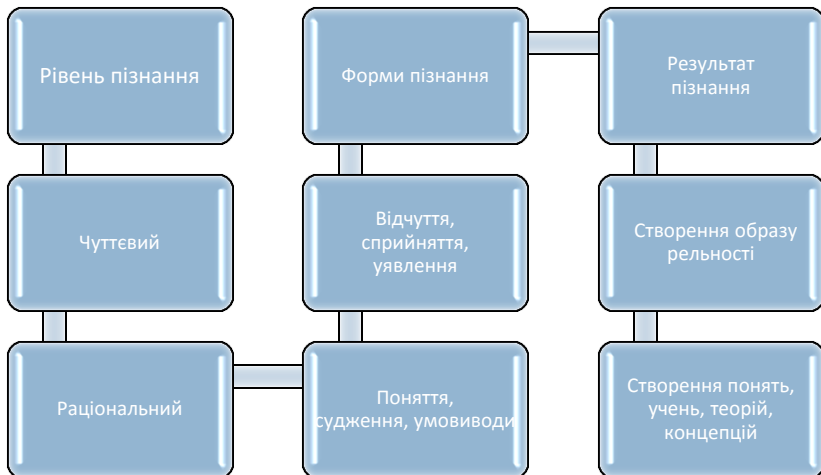 Рівень пізнання
Чуттєвий
Раціональний
Поняття,
судження, умовиводи
Відчуття,
сприйняття,
уявлення
Форми пізнання
Результат
пізнання
Створення образу
рельності
Створення понять,
учень, теорій,
концепцій